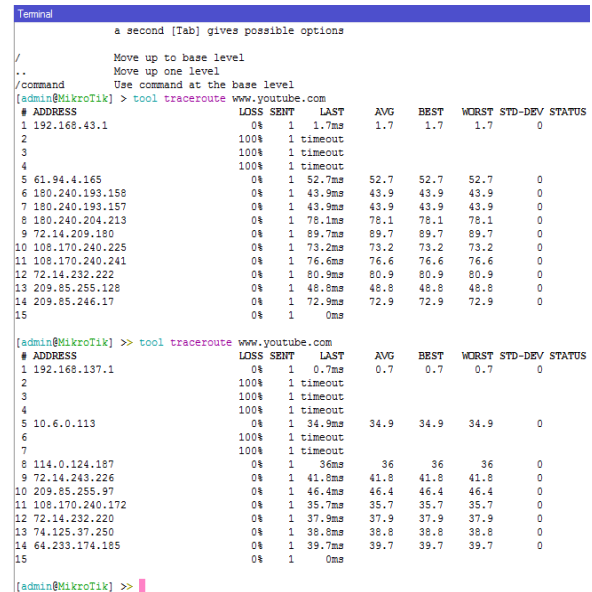 Terminal
a second [Tab] gives possible options
/ Move up to base level
.. Move up one level
/command Use command at the base level
[admin@MikroTik] > tool traceroute www.youtube.com
# ADDRESS LOSS SENT LAST AVG BEST WORST STD-DEV STATUS
1 192.168.43.1 0% 1 1.7ms 1.7 1.7 1.7 0
2 100% 1 timeout
3 100% 1 timeout
4 100% 1 timeout
5 61.94.4.165 0% 1 52.7ms 52.7 52.7 52.7 0
6 180.240.193.158 0% 1 43.9ms 43.9 43.9 43.9 0
7 180.240.193.157 0% 1 43.9ms 43.9 43.9 43.9 0
8 180.240.204.213 0% 1 78.1ms 78.1 78.1 78.1 0
9 72.14.209.180 0% 1 89.7ms 89.7 89.7 89.7 0
10 108.170.240.225 0% 1 73.2ms 73.2 73.2 73.2 0
11 108.170.240.241 0% 1 76.6ms 76.6 76.6 76.6 0
12 72.14.232.222 0% 1 80.9ms 80.9 80.9 80.9 0
13 209.85.255.128 0% 1 48.8ms 48.8 48.8 48.8 0
14 209.85.246.17 0% 1 72.9ms 72.9 72.9 72.9 0
15 0% 1 0ms
[admin@MikroTik] >> tool traceroute www.youtube.com
# ADDRESS LOSS SENT LAST AVG BEST WORST STD-DEV STATUS
1 192.168.137.1 0% 1 0.7ms 0.7 0.7 0.7 0
2 100% 1 timeout
3 100% 1 timeout
4 100% 1 timeout
5 10.6.0.113 0% 1 34.9ms 34.9 34.9 34.9 0
6 100% 1 timeout
7 100% 1 timeout
8 114.0.124.187 0% 1 36ms 36 36 36 0
9 72.14.243.226 0% 1 41.8ms 41.8 41.8 41.8 0
10 209.85.255.97 0% 1 46.4ms 46.4 46.4 46.4 0
11 108.170.240.172 0% 1 35.7ms 35.7 35.7 35.7 0
12 72.14.232.220 0% 1 37.9ms 37.9 37.9 37.9 0
13 74.125.37.250 0% 1 38.8ms 38.8 38.8 38.8 0
14 64.233.174.185 0% 1 39.7ms 39.7 39.7 39.7 0
15 0% 1 0ms
[admin@MikroTik] >>